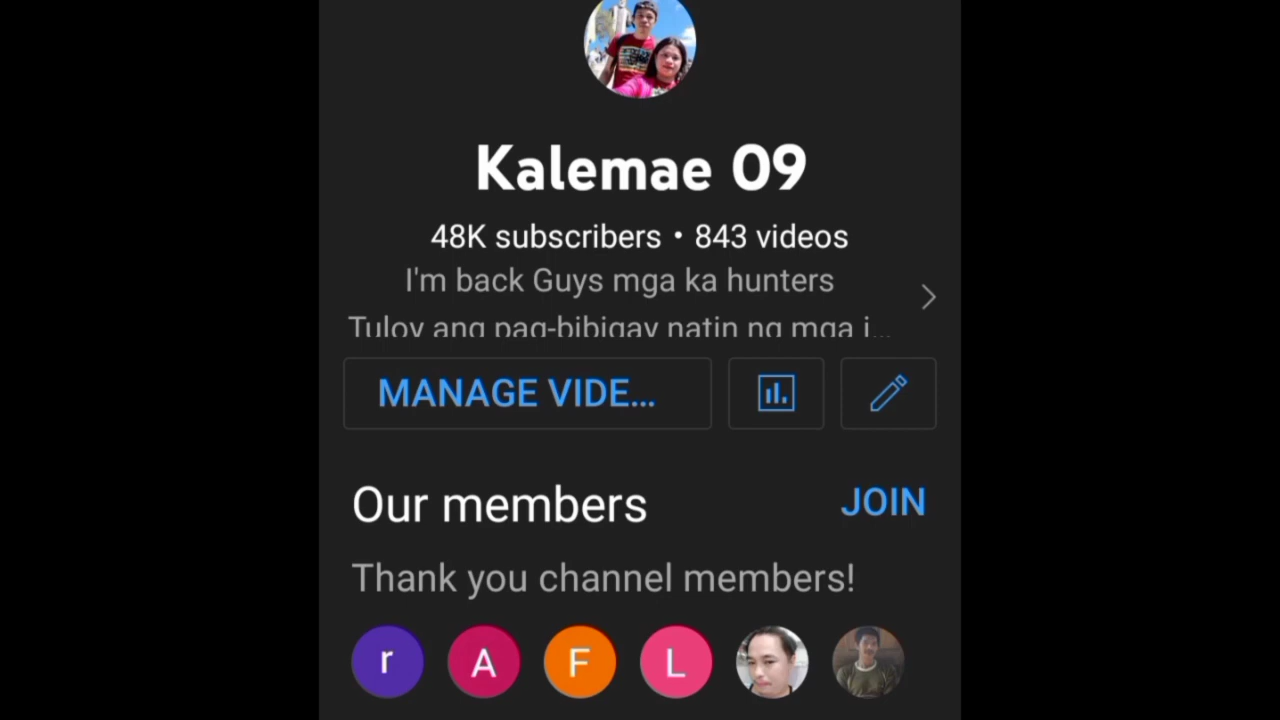 Kalemae 09
48K subscribers • 843 videos
I'm back Guys mga ka hunters
Tuloy ang pag-bibigay natin ng mga i...
MANAGE VIDE...
Our members JOIN
Thank you channel members!
r A F L